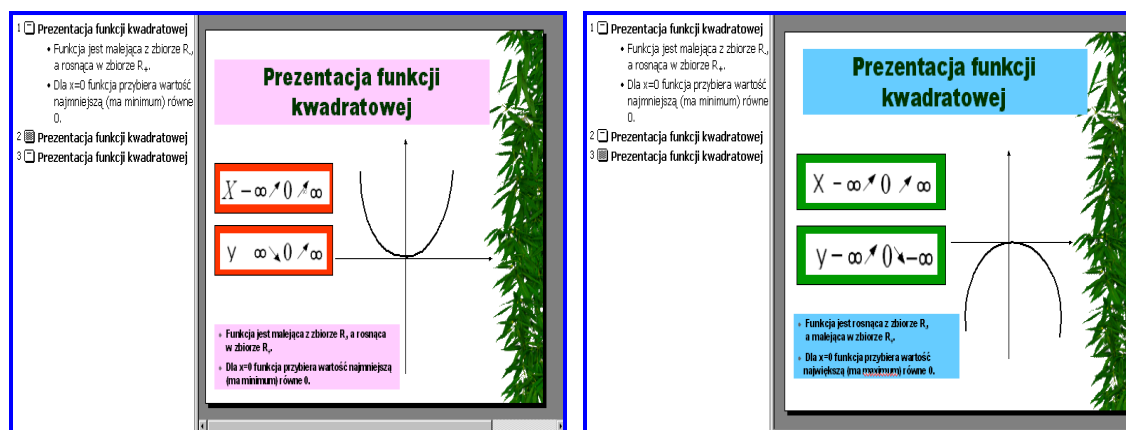 1 Prezentacja funkcji kwadratowej
• Funkcja jest malejąca z zbiorze R-,
a rosnąca w zbiorze R+.
• Dla x=0 funkcja przybiera wartość
najmniejszą (ma minimum) równe
0.
2 Prezentacja funkcji kwadratowej
3 Prezentacja funkcji kwadratowej
Prezentacja funkcji
kwadratowej
X -∞↗0 ↗∞
y ∞↘0 ↗∞
• Funkcja jest malejąca z zbiorze R-, a rosnąca
w zbiorze R+.
• Dla x=0 funkcja przybiera wartość najmniejszą
(ma minimum) równe 0.
1 Prezentacja funkcji kwadratowej
• Funkcja jest malejąca z zbiorze R-,
a rosnąca w zbiorze R+.
• Dla x=0 funkcja przybiera wartość
najmniejszą (ma minimum) równe
0.
2 Prezentacja funkcji kwadratowej
3 Prezentacja funkcji kwadratowej
Prezentacja funkcji
kwadratowej
X -∞↗0 ↗∞
y -∞↗0↘-∞
• Funkcja jest rosnąca z zbiorze R-,
a malejąca w zbiorze R+.
• Dla x=0 funkcja przybiera wartość
największą (ma maximum) równe 0.